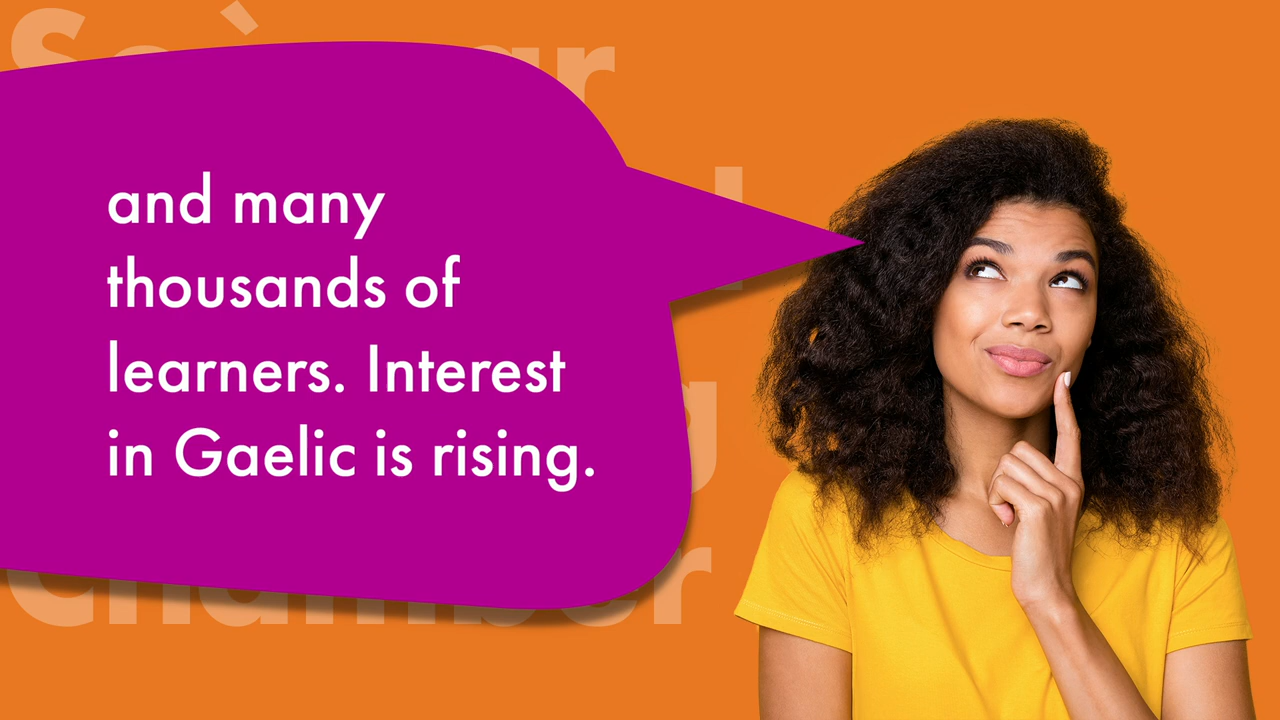 and many
thousands of
learners. Interest
in Gaelic is rising.